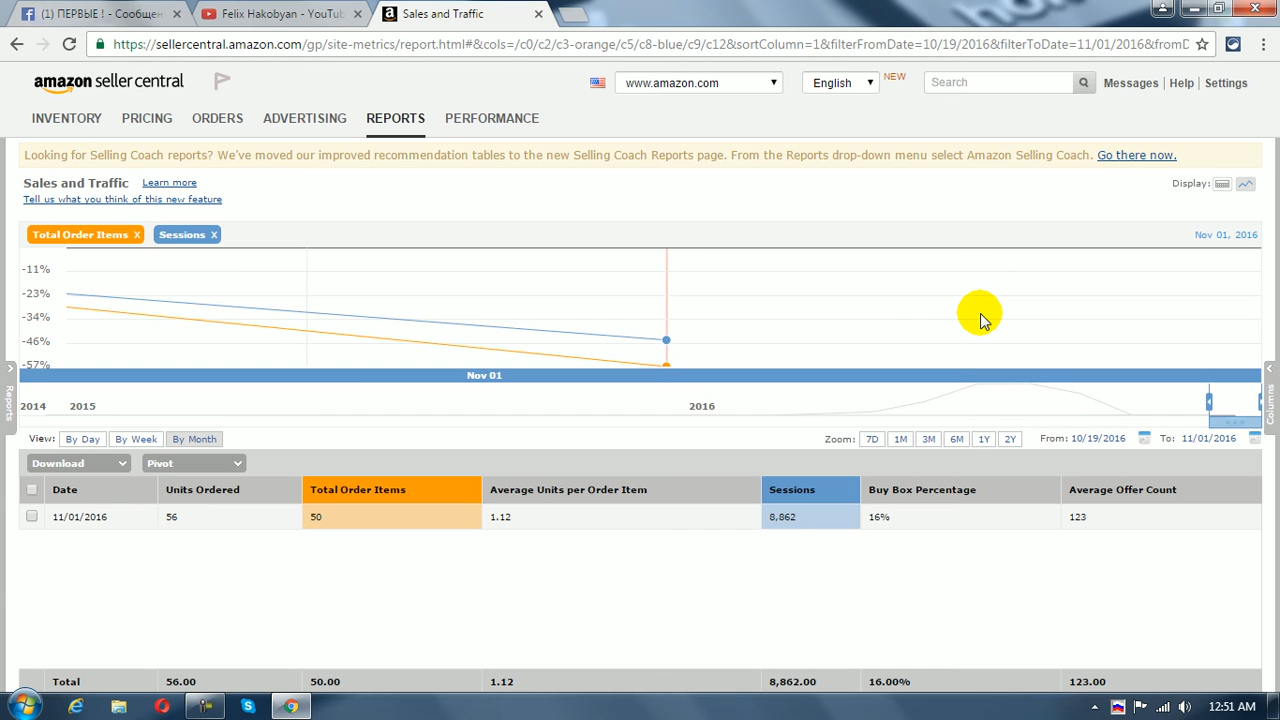 (1) ПЕРВЫЕ ! - Сообщен
Felix Hakobyan - YouTub
Sales and Traffic
https://sellercentral.amazon.com/gp/site-metrics/report.html#&cols=/c0/c2/c3-orange/c5/c8-blue/c9/c12&sortColumn=1&filterFromDate=10/19/2016&filterToDate=11/01/2016&fromD
amazon seller central
www.amazon.com
English
NEW
Search
Messages | Help | Settings
INVENTORY PRICING ORDERS ADVERTISING REPORTS PERFORMANCE
Looking for Selling Coach reports? We've moved our improved recommendation tables to the new Selling Coach Reports page. From the Reports drop-down menu select Amazon Selling Coach. Go there now.
Sales and Traffic Learn more
Display:
Tell us what you think of this new feature
Total Order Items X Sessions X
Nov 01, 2016
-11%
-23%
-34%
-46%
-57%
Nov 01
Reports
Columns
2014 2015 2016
View: By Day By Week By Month Zoom: 7D 1M 3M 6M 1Y 2Y From: 10/19/2016 To: 11/01/2016
Download Pivot
Date Units Ordered Total Order Items Average Units per Order Item Sessions Buy Box Percentage Average Offer Count
11/01/2016 56 50 1.12 8,862 16% 123
Total 56.00 50.00 1.12 8,862.00 16.00% 123.00
12:51 AM